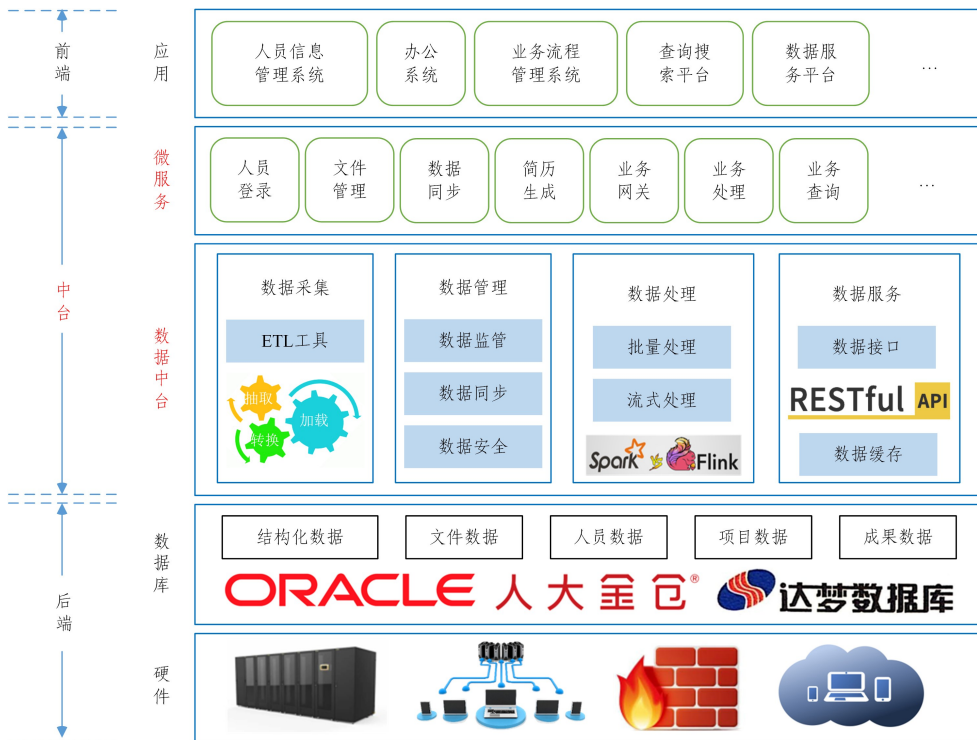 前端
应用
人员信息
管理系统
办公
系统
业务流程
管理系统
查询搜
索平台
数据服
务平台
…
中台
微服务
人员
登录
文件
管理
数据
同步
简历
生成
业务
网关
业务
处理
业务
查询
…
数据中台
数据采集
ETL工具
抽取
转换
加载
数据管理
数据监管
数据同步
数据安全
数据处理
批量处理
流式处理
Spark vs Flink
数据服务
数据接口
RESTful API
数据缓存
后端
数据库
结构化数据
文件数据
人员数据
项目数据
成果数据
ORACLE
人大金仓®
达梦数据库
硬件